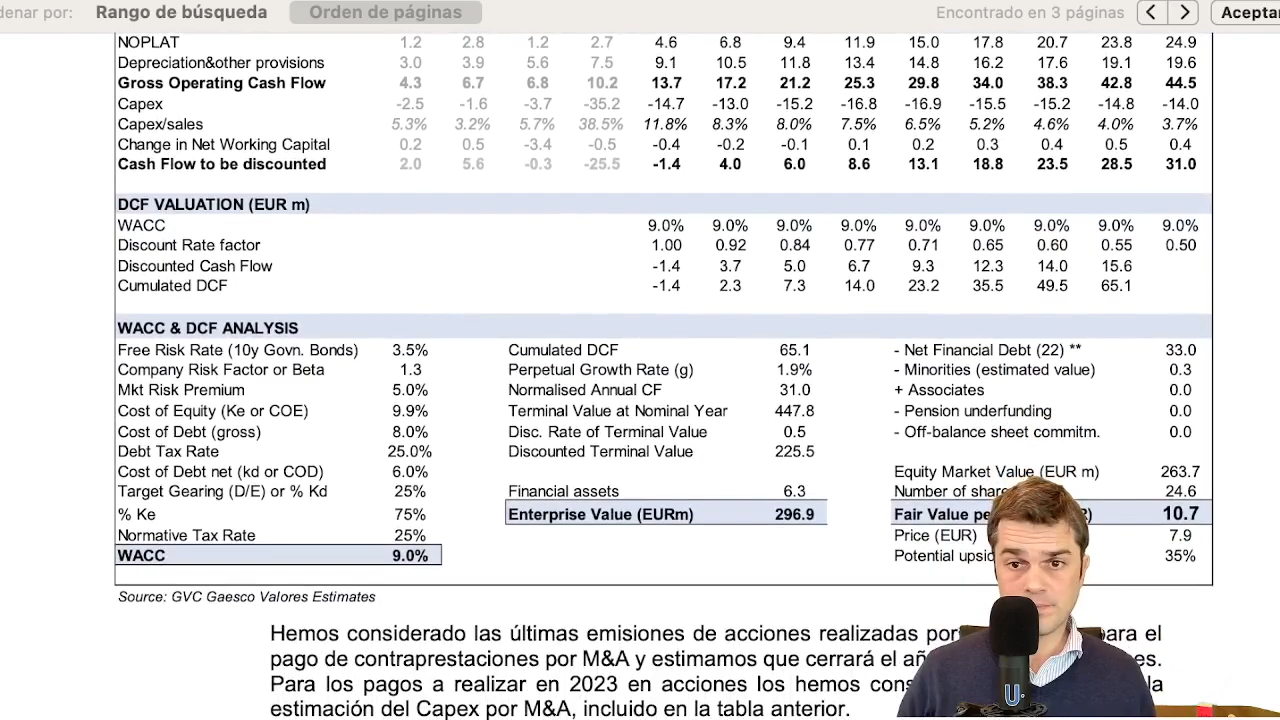 denar por: Rango de búsqueda Orden de páginas Encontrado en 3 páginas Acepta
NOPLAT 1.2 2.8 1.2 2.7 4.6 6.8 9.4 11.9 15.0 17.8 20.7 23.8 24.9
Depreciation&other provisions 3.0 3.9 5.6 7.5 9.1 10.5 11.8 13.4 14.8 16.2 17.6 19.1 19.6
Gross Operating Cash Flow 4.3 6.7 6.8 10.2 13.7 17.2 21.2 25.3 29.8 34.0 38.3 42.8 44.5
Capex -2.5 -1.6 -3.7 -35.2 -14.7 -13.0 -15.2 -16.8 -16.9 -15.5 -15.2 -14.8 -14.0
Capex/sales 5.3% 3.2% 5.7% 38.5% 11.8% 8.3% 8.0% 7.5% 6.5% 5.2% 4.6% 4.0% 3.7%
Change in Net Working Capital 0.2 0.5 -3.4 -0.5 -0.4 -0.2 -0.1 0.1 0.2 0.3 0.4 0.5 0.4
Cash Flow to be discounted 2.0 5.6 -0.3 -25.5 -1.4 4.0 6.0 8.6 13.1 18.8 23.5 28.5 31.0
DCF VALUATION (EUR m)
WACC 9.0% 9.0% 9.0% 9.0% 9.0% 9.0% 9.0% 9.0% 9.0%
Discount Rate factor 1.00 0.92 0.84 0.77 0.71 0.65 0.60 0.55 0.50
Discounted Cash Flow -1.4 3.7 5.0 6.7 9.3 12.3 14.0 15.6
Cumulated DCF -1.4 2.3 7.3 14.0 23.2 35.5 49.5 65.1
WACC & DCF ANALYSIS
Free Risk Rate (10y Govn. Bonds) 3.5% Cumulated DCF 65.1 - Net Financial Debt (22) ** 33.0
Company Risk Factor or Beta 1.3 Perpetual Growth Rate (g) 1.9% - Minorities (estimated value) 0.3
Mkt Risk Premium 5.0% Normalised Annual CF 31.0 + Associates 0.0
Cost of Equity (Ke or COE) 9.9% Terminal Value at Nominal Year 447.8 - Pension underfunding 0.0
Cost of Debt (gross) 8.0% Disc. Rate of Terminal Value 0.5 - Off-balance sheet commitm. 0.0
Debt Tax Rate 25.0% Discounted Terminal Value 225.5
Cost of Debt net (kd or COD) 6.0% Equity Market Value (EUR m) 263.7
Target Gearing (D/E) or % Kd 25% Financial assets 6.3 Number of share 24.6
% Ke 75% Enterprise Value (EURm) 296.9 Fair Value pe R) 10.7
Normative Tax Rate 25% Price (EUR) 7.9
WACC 9.0% Potential upsi 35%
Source: GVC Gaesco Valores Estimates
Hemos considerado las últimas emisiones de acciones realizadas por para el
pago de contraprestaciones por M&A y estimamos que cerrará el añ es.
Para los pagos a realizar en 2023 en acciones los hemos cons la
estimación del Capex por M&A, incluido en la tabla anterior.
U